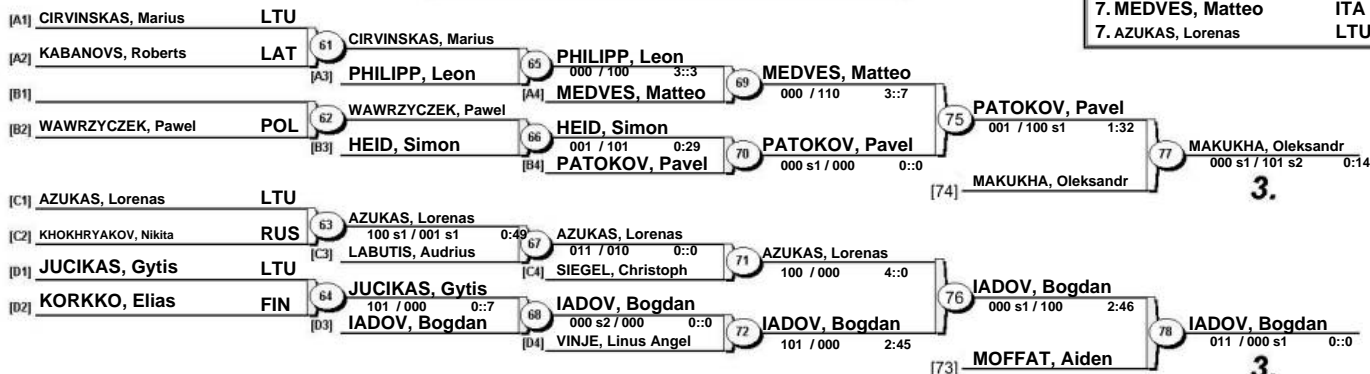 7. MEDVES, Matteo ITA
7. AZUKAS, Lorenas LTU
[A1] CIRVINSKAS, Marius LTU
61 CIRVINSKAS, Marius
[A2] KABANOVS, Roberts LAT
[A3] PHILIPP, Leon
65 PHILIPP, Leon
000 / 100 3::3
[A4] MEDVES, Matteo
69 MEDVES, Matteo
000 / 110 3::7
[B1]
62 WAWRZYCZEK, Pawel
[B2] WAWRZYCZEK, Pawel POL
[B3] HEID, Simon
66 HEID, Simon
001 / 101 0:29
[B4] PATOKOV, Pavel
70 PATOKOV, Pavel
000 s1 / 000 0::0
75 PATOKOV, Pavel
001 / 100 s1 1:32
[74] MAKUKHA, Oleksandr
77 MAKUKHA, Oleksandr
000 s1 / 101 s2 0:14
3.
[C1] AZUKAS, Lorenas LTU
63 AZUKAS, Lorenas
100 s1 / 001 s1 0:49
[C2] KHOKHRYAKOV, Nikita RUS
[C3] LABUTIS, Audrius
67 AZUKAS, Lorenas
011 / 010 0::0
[C4] SIEGEL, Christoph
71 AZUKAS, Lorenas
100 / 000 4::0
[D1] JUCIKAS, Gytis LTU
64 JUCIKAS, Gytis
101 / 000 0::7
[D2] KORKKO, Elias FIN
[D3] IADOV, Bogdan
68 IADOV, Bogdan
000 s2 / 000 0::0
[D4] VINJE, Linus Angel
72 IADOV, Bogdan
101 / 000 2:45
76 IADOV, Bogdan
000 s1 / 100 2:46
[73] MOFFAT, Aiden
78 IADOV, Bogdan
011 / 000 s1 0::0
3.